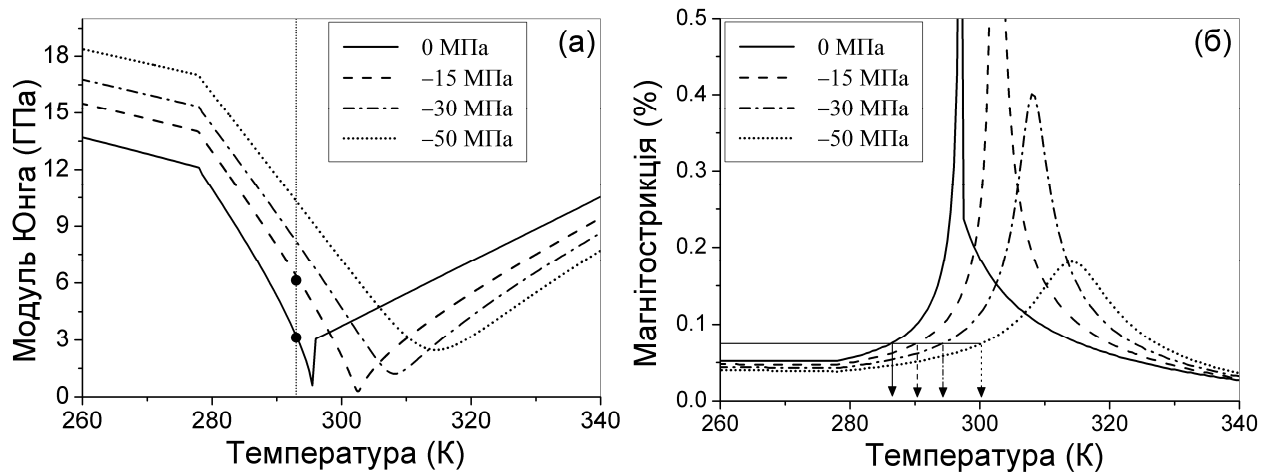 (а)
Модуль Юнга (ГПа)
18
15
12
9
6
3
0
0 МПа
–15 МПа
–30 МПа
–50 МПа
260 280 300 320 340
Температура (К)
(б)
Магнітострикція (%)
0.5
0.4
0.3
0.2
0.1
0.0
0 МПа
–15 МПа
–30 МПа
–50 МПа
260 280 300 320 340
Температура (К)